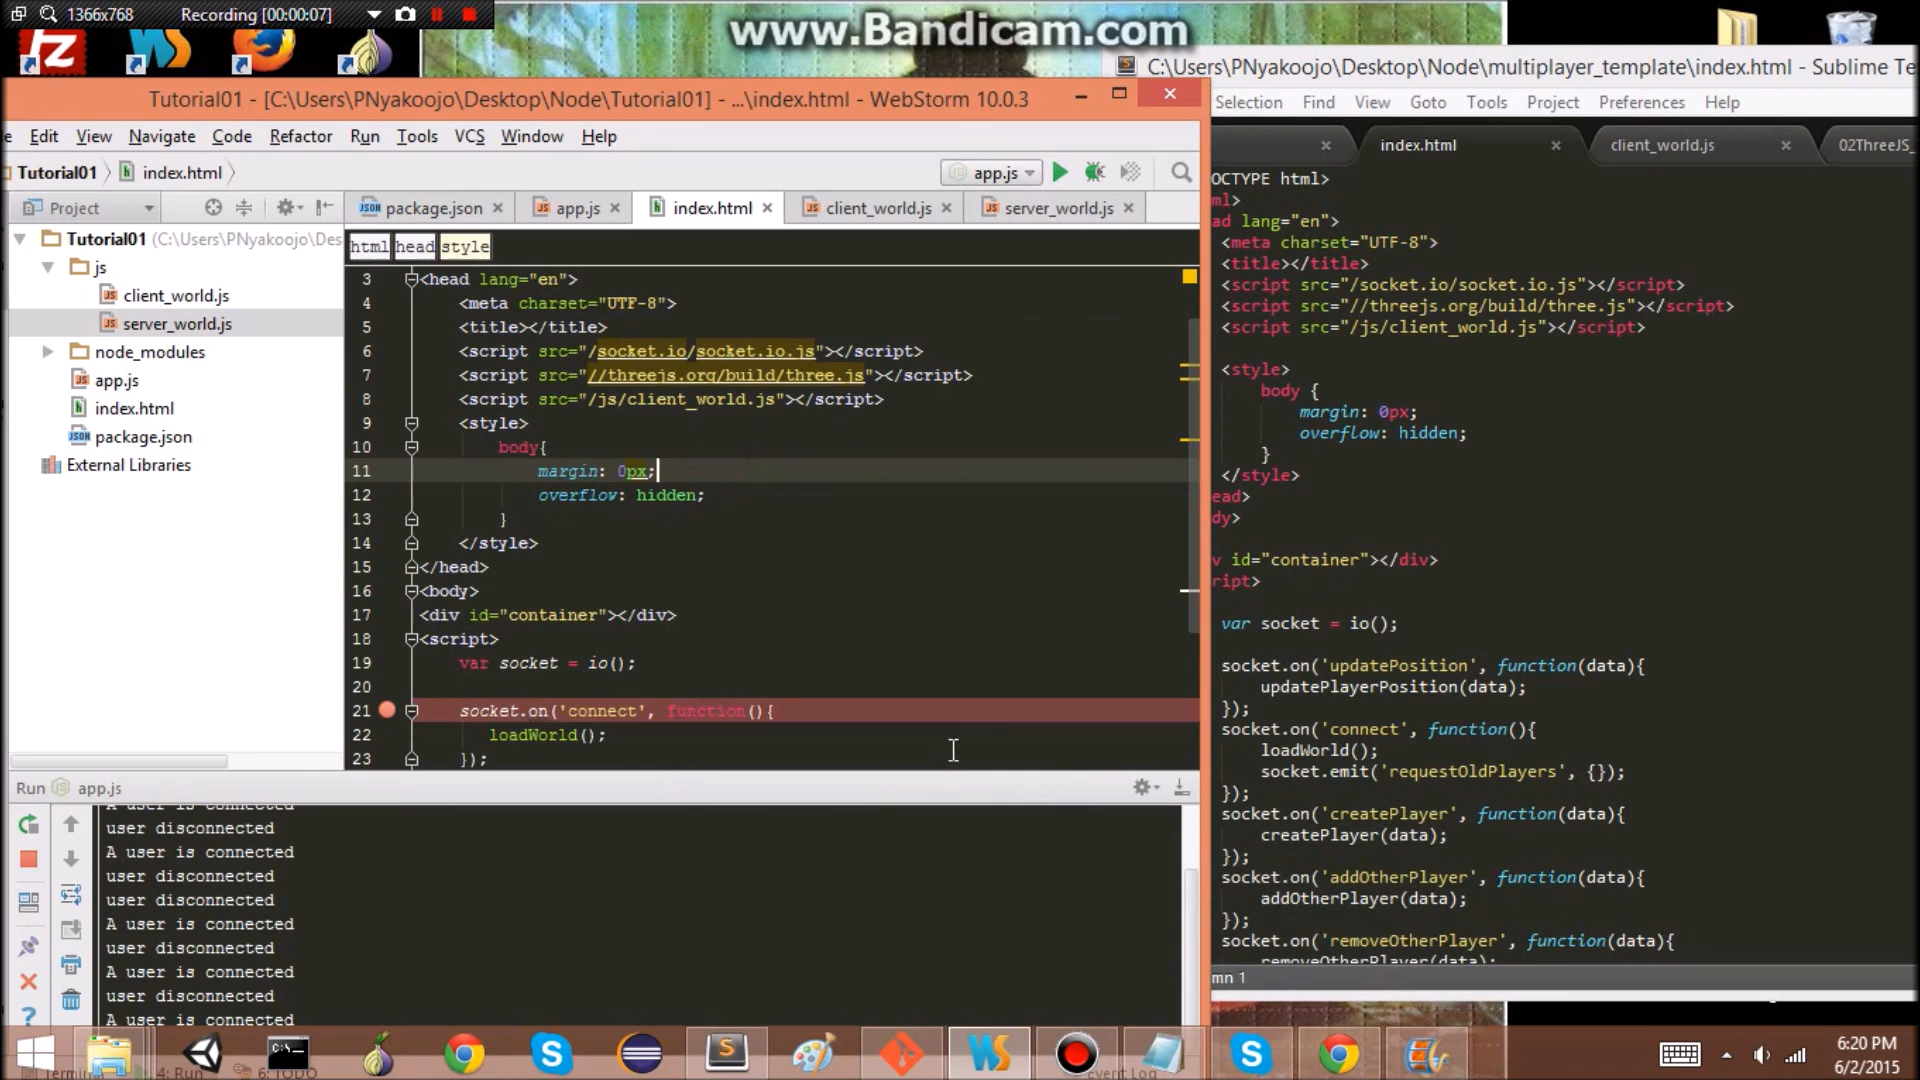 1366x768
Recording [00:00:07]
www.Bandicam.com
C:\Users\PNyakoojo\Desktop\Node\multiplayer_template\index.html - Sublime Te
Tutorial01 - [C:\Users\PNyakoojo\Desktop\Node\Tutorial01] - ...\index.html - WebStorm 10.0.3
Selection Find View Goto Tools Project Preferences Help
e Edit View Navigate Code Refactor Run Tools VCS Window Help
index.html client_world.js 02ThreeJS_
Tutorial01 index.html
app.js
Project
package.json app.js index.html client_world.js server_world.js
html head style
Tutorial01 (C:\Users\PNyakoojo\Des
js
client_world.js
server_world.js
node_modules
app.js
index.html
package.json
External Libraries
3 <head lang="en">
4 <meta charset="UTF-8">
5 <title></title>
6 <script src="/socket.io/socket.io.js"></script>
7 <script src="//threejs.org/build/three.js"></script>
8 <script src="/js/client_world.js"></script>
9 <style>
10 body{
11 margin: 0px;
12 overflow: hidden;
13 }
14 </style>
15 </head>
16 <body>
17 <div id="container"></div>
18 <script>
19 var socket = io();
20
21 socket.on('connect', function(){
22 loadWorld();
23 });
OCTYPE html>
ml>
ad lang="en">
<meta charset="UTF-8">
<title></title>
<script src="/socket.io/socket.io.js"></script>
<script src="//threejs.org/build/three.js"></script>
<script src="/js/client_world.js"></script>
<style>
body {
margin: 0px;
overflow: hidden;
}
</style>
ead>
dy>
v id="container"></div>
ript>
var socket = io();
socket.on('updatePosition', function(data){
updatePlayerPosition(data);
});
socket.on('connect', function(){
loadWorld();
socket.emit('requestOldPlayers', {});
});
socket.on('createPlayer', function(data){
createPlayer(data);
});
socket.on('addOtherPlayer', function(data){
addOtherPlayer(data);
});
socket.on('removeOtherPlayer', function(data){
removeOtherPlayer(data);
mn 1
Run app.js
A user is connected
user disconnected
A user is connected
user disconnected
user disconnected
A user is connected
user disconnected
A user is connected
user disconnected
A user is connected
4: Run
6: TODO
Event Log
6:20 PM
6/2/2015